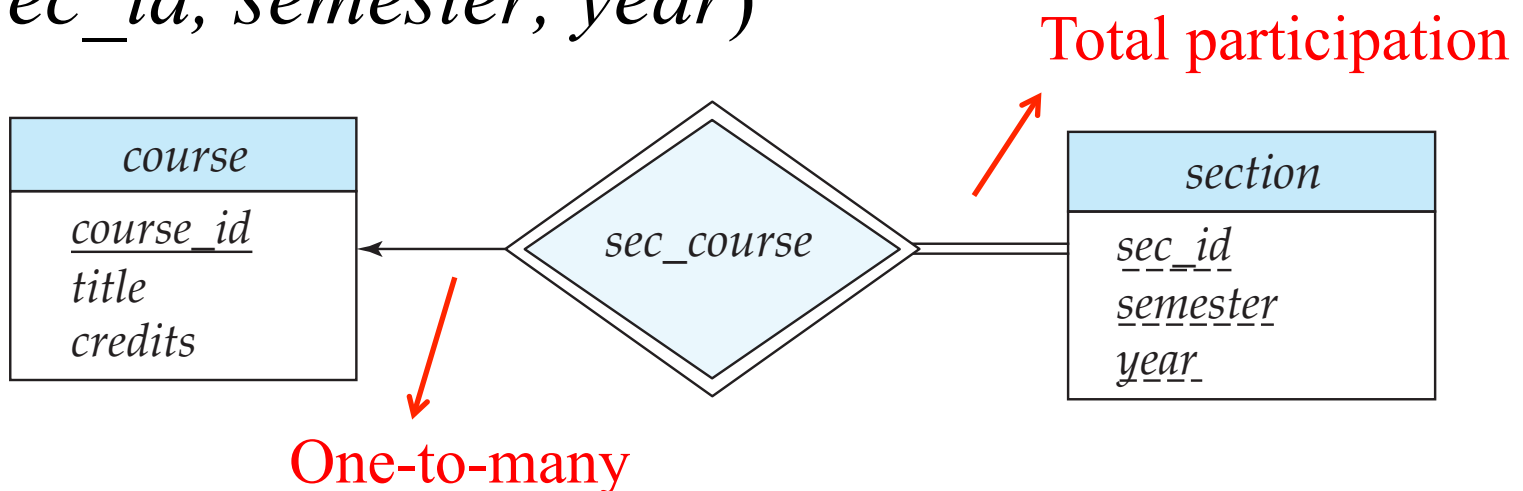 ec_id, semester, year)
Total participation
course
course_id
title
credits
sec_course
section
sec_id
semester
year
One-to-many